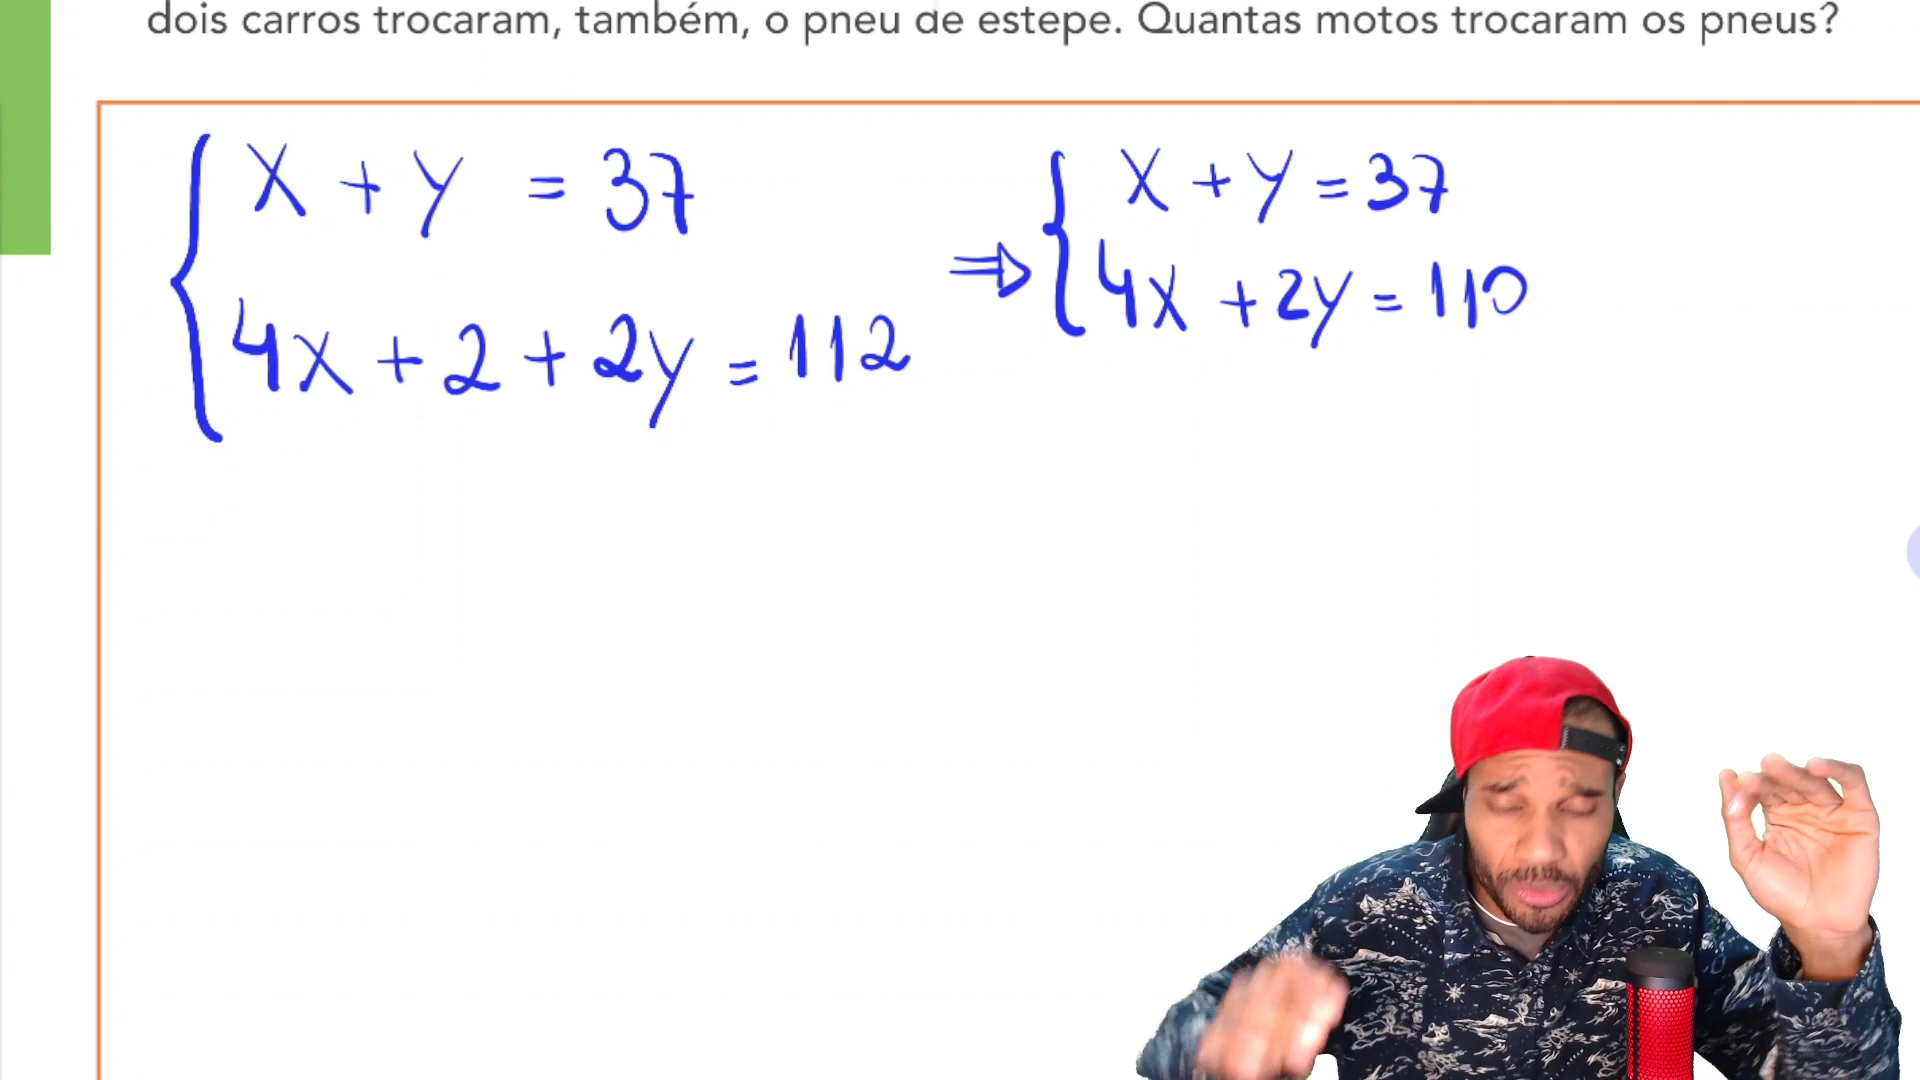 dois carros trocaram, também, o pneu de estepe. Quantas motos trocaram os pneus?
X + Y = 37
4X + 2 + 2y = 112
⇒ X + Y = 37
4X + 2y = 110